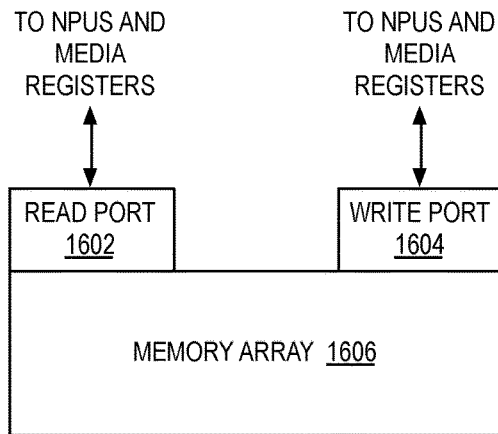 TO NPUS AND
MEDIA
REGISTERS
TO NPUS AND
MEDIA
REGISTERS
READ PORT
1602
WRITE PORT
1604
MEMORY ARRAY 1606